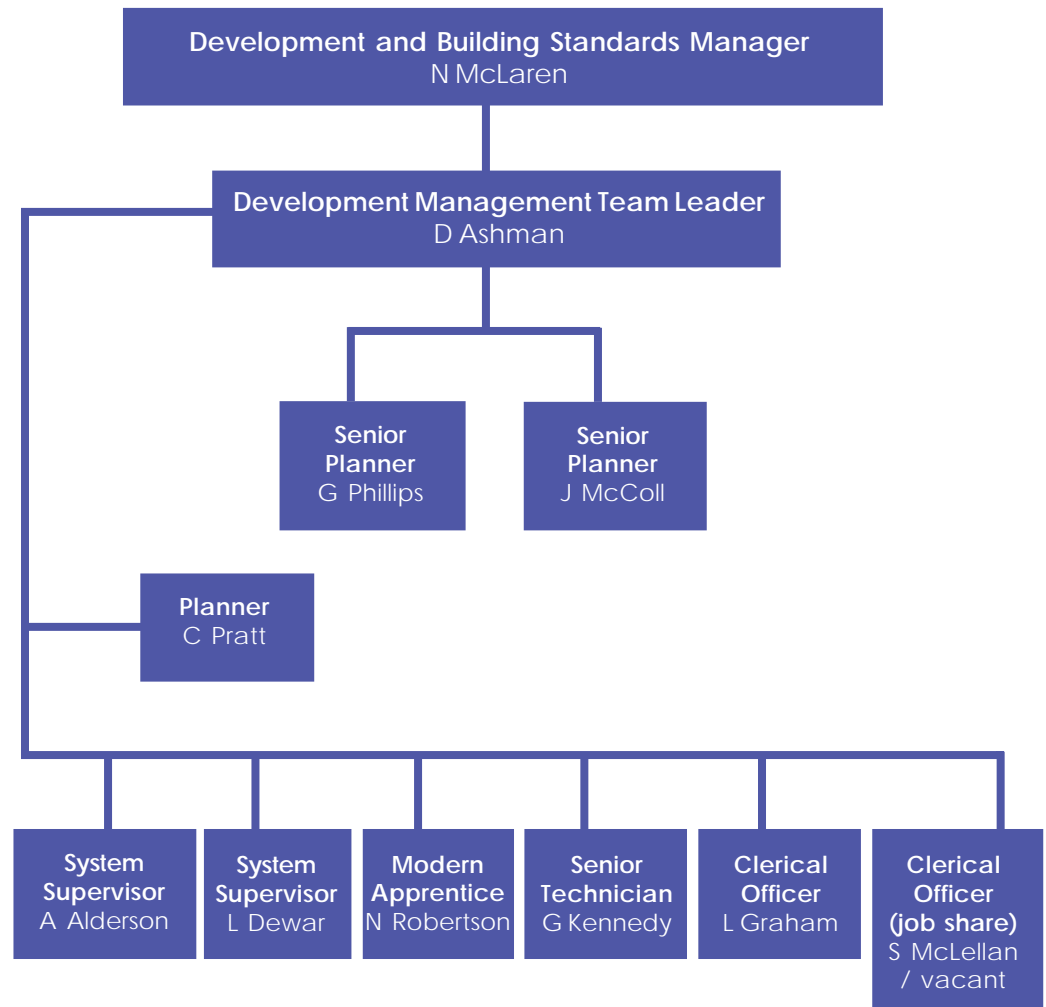 Development and Building Standards Manager
N McLaren
Development Management Team Leader
D Ashman
Senior
Planner
G Phillips
Senior
Planner
J McColl
Planner
C Pratt
System
Supervisor
A Alderson
System
Supervisor
L Dewar
Modern
Apprentice
N Robertson
Senior
Technician
G Kennedy
Clerical
Officer
L Graham
Clerical
Officer
(job share)
S McLellan
/ vacant